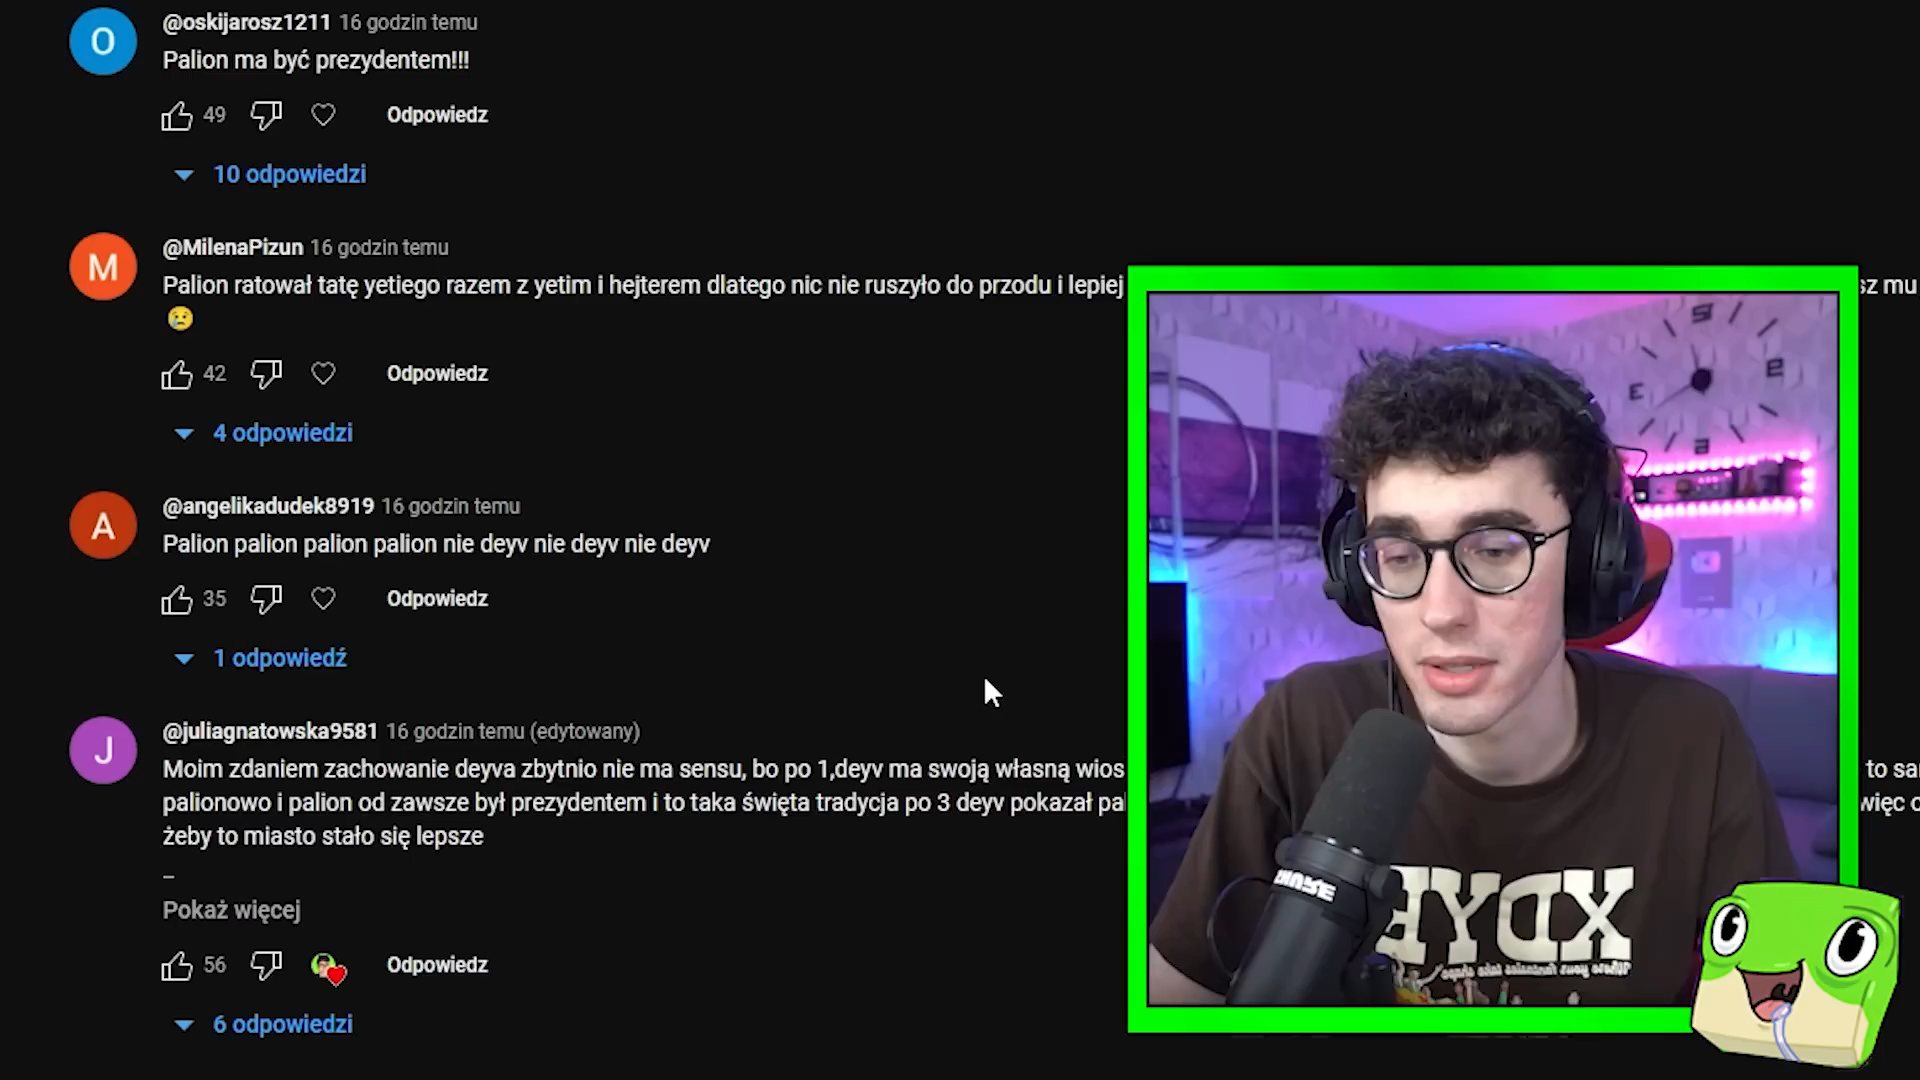 O
@oskijarosz1211 16 godzin temu
Palion ma być prezydentem!!!
49 Odpowiedz
10 odpowiedzi
M
@MilenaPizun 16 godzin temu
Palion ratował tatę yetiego razem z yetim i hejterem dlatego nic nie ruszyło do przodu i lepiej sz mu
42 Odpowiedz
4 odpowiedzi
A
@angelikadudek8919 16 godzin temu
Palion palion palion palion nie deyv nie deyv nie deyv
35 Odpowiedz
1 odpowiedź
J
@juliagnatowska9581 16 godzin temu (edytowany)
Moim zdaniem zachowanie deyva zbytnio nie ma sensu, bo po 1,deyv ma swoją własną wios to sa
palionowo i palion od zawsze był prezydentem i to taka święta tradycja po 3 deyv pokazał pal więc
żeby to miasto stało się lepsze
_
Pokaż więcej
56 Odpowiedz
6 odpowiedzi
SHURE
XDYE